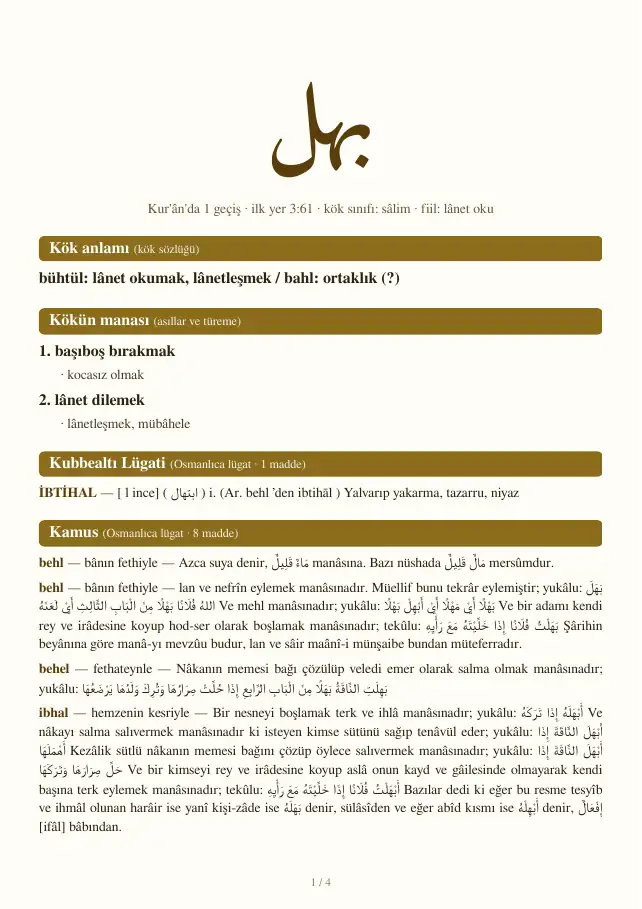 بهل
Kur'ân'da 1 geçiş · ilk yer 3:61 · kök sınıfı: sâlim · fiil: lânet oku
Kök anlamı (kök sözlüğü)
bühtül: lânet okumak, lânetleşmek / bahl: ortaklık (?)
Kökün manası (asıllar ve türeme)
1. başıboş bırakmak
· kocasız olmak
2. lânet dilemek
· lânetleşmek, mübâhele
Kubbealtı Lügati (Osmanlıca lügat · 1 madde)
İBTİHAL — [ l ince] ( ابتهال ) i. (Ar. behl 'den ibtihāl ) Yalvarıp yakarma, tazarru, niyaz
Kamus (Osmanlıca lügat · 8 madde)
behl — bânın fethiyle — Azca suya denir, مَاءٌ قَلِيلٌ manâsına. Bazı nüshada مَالٌ قَلِيلٌ mersûmdur.
behl — bânın fethiyle — lan ve nefrîn eylemek manâsınadır. Müellif bunu tekrâr eylemiştir; yukâlu: بَهَلَ
اللهُ فُلَانًا بَهْلًا مِنَ الْبَابِ الثَّالِثِ أَيْ لَعَنَهُ Ve mehl manâsınadır; yukâlu: بَهْلًا أَيْ مَهْلًا أَيْ أَبْهِلْ بَهْلًا Ve bir adamı kendi
rey ve irâdesine koyup hod-ser olarak boşlamak manâsınadır; tekûlu: بَهَلْتُ فُلَانًا إِذَا خَلَّيْتَهُ مَعَ رَأْيِهِ Şârihin
beyânına göre manâ-yı mevzûu budur, lan ve sâir maânî-i münşaibe bundan müteferradır.
behel — fethateynle — Nâkanın memesi bağı çözülüp veledi emer olarak salma olmak manâsınadır;
yukâlu: بَهِلَتِ النَّاقَةُ بَهَلًا مِنَ الْبَابِ الرَّابِعِ إِذَا حُلَّتْ صِرَارُهَا وَتُرِكَ وَلَدُهَا يَرْضَعُهَا
ibhal — hemzenin kesriyle — Bir nesneyi boşlamak terk ve ihlâ manâsınadır; yukâlu: أَبْهَلَهُ إِذَا تَرَكَهُ Ve
nâkayı salma salıvermek manâsınadır ki isteyen kimse sütünü sağıp tenâvül eder; yukâlu: أَبْهَلَ النَّاقَةَ إِذَا
أَهْمَلَهَا Kezâlik sütlü nâkanın memesi bağını çözüp öylece salıvermek manâsınadır; yukâlu: أَبْهَلَ النَّاقَةَ إِذَا
حَلَّ صِرَارَهَا وَتَرَكَهَا Ve bir kimseyi rey ve irâdesine koyup aslâ onun kayd ve gâilesinde olmayarak kendi
başına terk eylemek manâsınadır; tekûlu: أَبْهَلْتُ فُلَانًا إِذَا خَلَّيْتَهُ مَعَ رَأْيِهِ Bazılar dedi ki eğer bu resme tesyîb
ve ihmâl olunan harâir ise yanî kişi-zâde ise بَهَلَهُ denir, sülâsîden ve eğer abîd kısmı ise أَبْهَلَهُ denir, إِفْعَالٌ
[ifâl] bâbından.
1 / 4